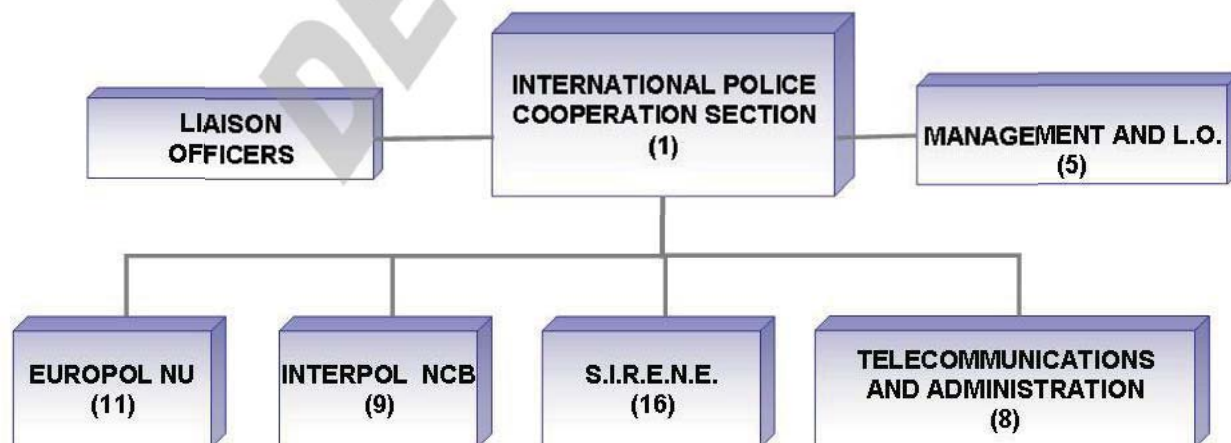 INTERNATIONAL POLICE
COOPERATION SECTION
(1)
LIAISON
OFFICERS
MANAGEMENT AND L.O.
(5)
EUROPOL NU
(11)
INTERPOL NCB
(9)
S.I.R.E.N.E.
(16)
TELECOMMUNICATIONS
AND ADMINISTRATION
(8)